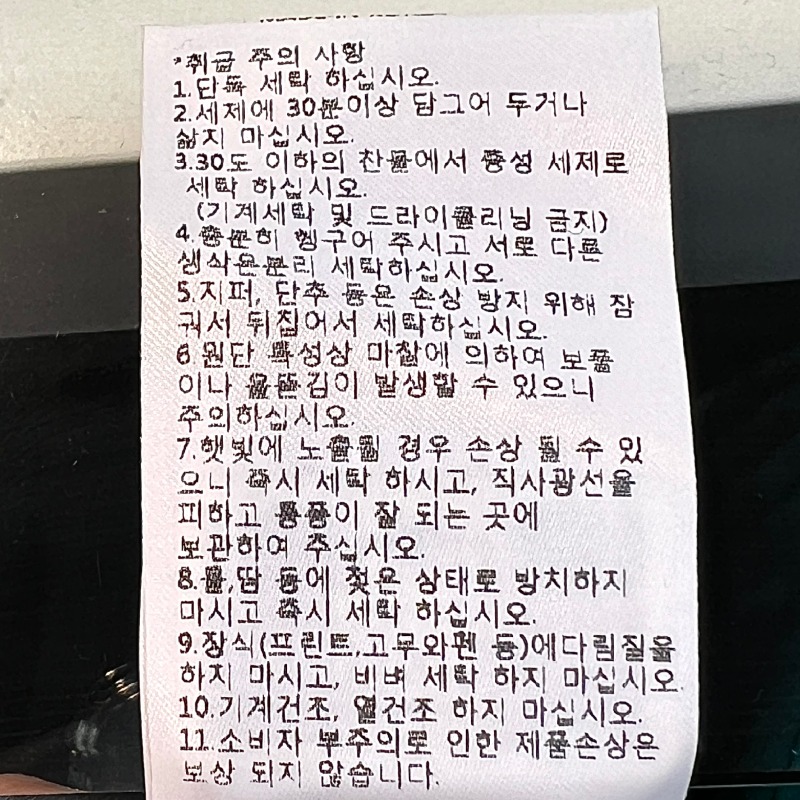 *취급 주의 사항
1.단독 세탁 하십시오.
2.세제에 30분이상 담그어 두거나
삶지 마십시오.
3.30도 이하의 찬물에서 중성 세제로
세탁 하십시오.
(기계세탁 및 드라이클리닝 금지)
4.충분히 헹구어 주시고 서로 다른
색상은분리 세탁하십시오.
5.지퍼, 단추 등은 손상 방지 위해 잠
궈서 뒤집어서 세탁하십시오.
6.원단 특성상 마찰에 의하여 보풀
이나 올뜯김이 발생할 수 있으니
주의하십시오.
7.햇빛에 노출될 경우 손상 될 수 있
으니 즉시 세탁 하시고, 직사광선을
피하고 통풍이 잘 되는 곳에
보관하여 주십시오.
8.물,땀 등에 젖은 상태로 방치하지
마시고 즉시 세탁 하십시오.
9.장식(프린트,고무와펜 등)에다림질을
하지 마시고, 비벼 세탁 하지 마십시오.
10.기계건조, 열건조 하지 마십시오.
11.소비자 부주의로 인한 제품손상은
보상 되지 않습니다.